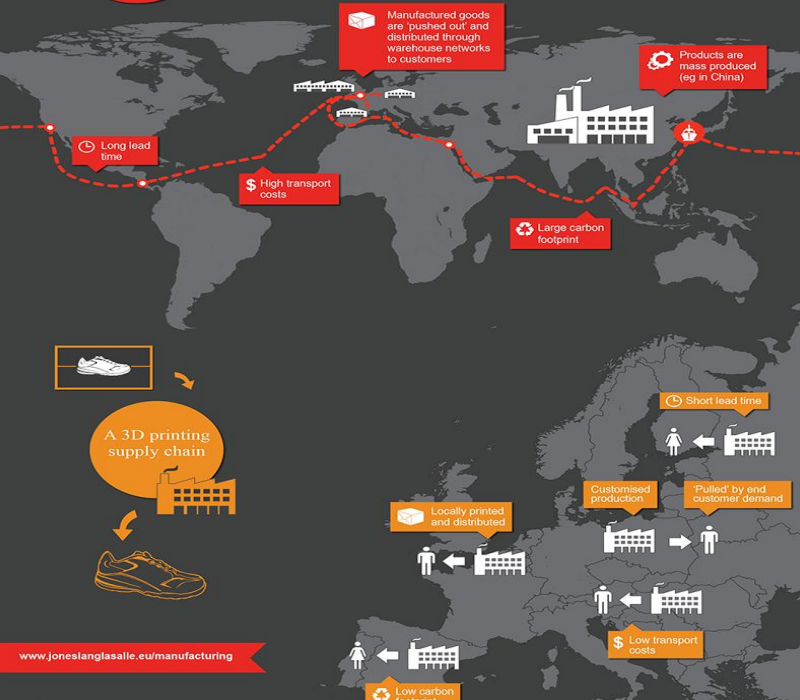 Manufactured goods
are 'pushed out' and
distributed through
warehouse networks
to customers
Products are
mass produced
(eg in China)
Long lead
time
$ High transport
costs
Large carbon
footprint
A 3D printing
supply chain
Short lead time
Customised
production
'Pulled' by end
customer demand
Locally printed
and distributed
$ Low transport
costs
www.joneslanglasalle.eu/manufacturing
Low carbon
footprint